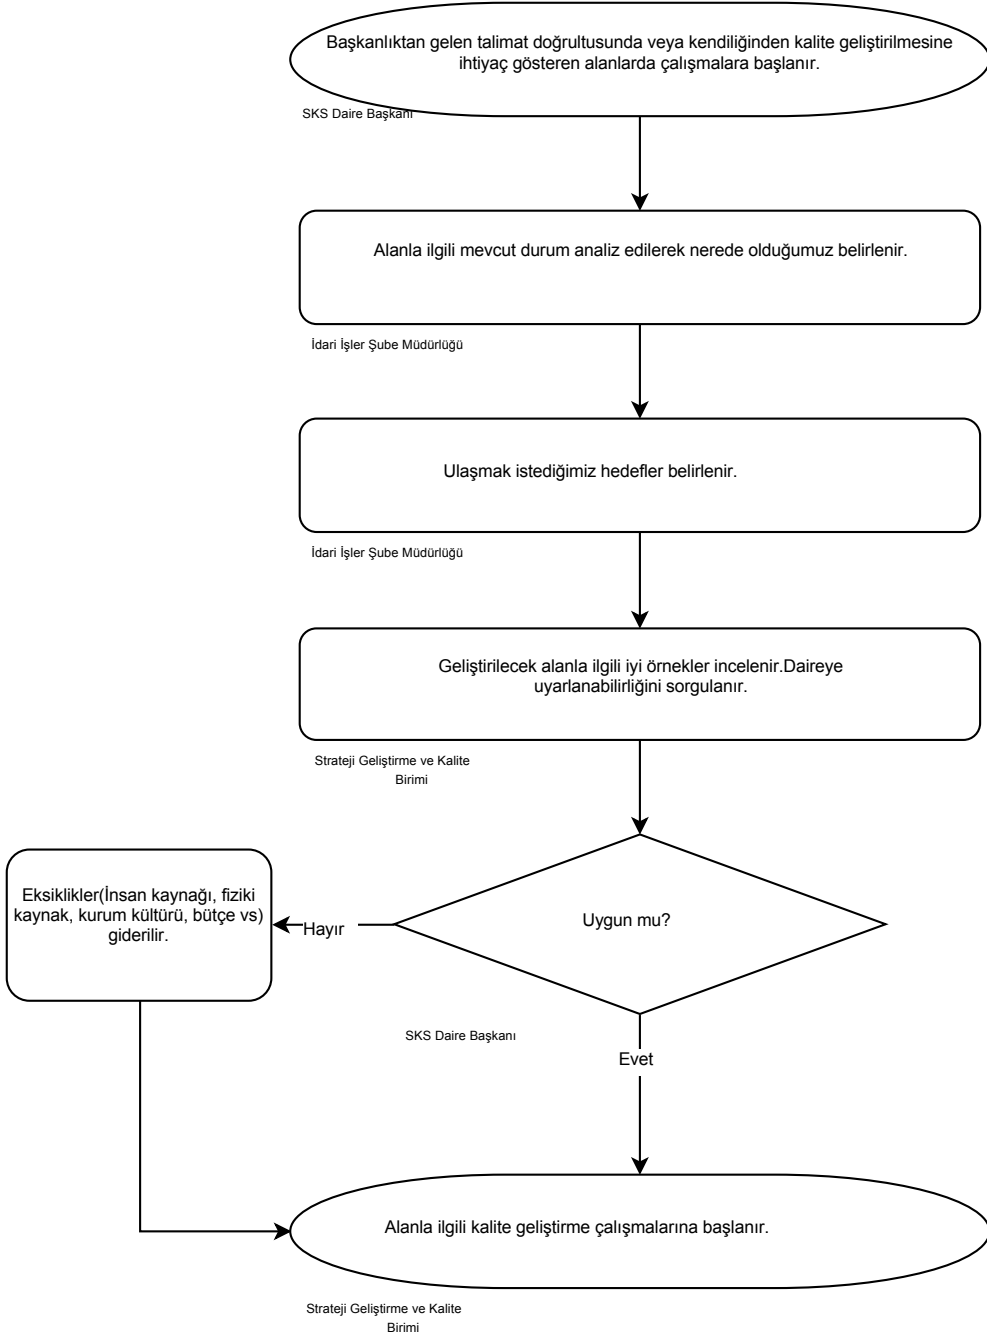 Başkanlıktan gelen talimat doğrultusunda veya kendiliğinden kalite geliştirilmesine
ihtiyaç gösteren alanlarda çalışmalara başlanır.
SKS Daire Başkanı
Alanla ilgili mevcut durum analiz edilerek nerede olduğumuz belirlenir.
İdari İşler Şube Müdürlüğü
Ulaşmak istediğimiz hedefler belirlenir.
İdari İşler Şube Müdürlüğü
Geliştirilecek alanla ilgili iyi örnekler incelenir.Daireye
uyarlanabilirliğini sorgulanır.
Strateji Geliştirme ve Kalite
Birimi
Uygun mu?
Hayır
Eksiklikler(İnsan kaynağı, fiziki
kaynak, kurum kültürü, bütçe vs)
giderilir.
SKS Daire Başkanı
Evet
Alanla ilgili kalite geliştirme çalışmalarına başlanır.
Strateji Geliştirme ve Kalite
Birimi